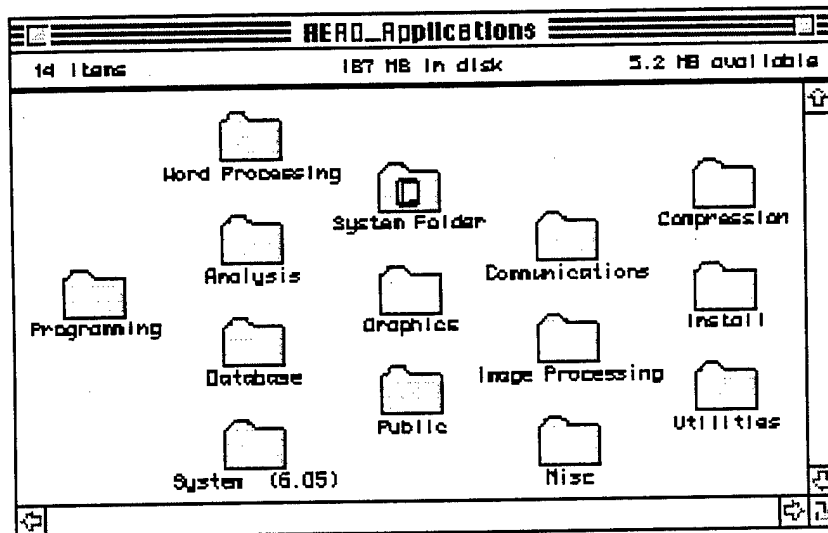 AERO_Applications
14 items 187 MB in disk 5.2 MB available
Word Processing
System Folder
Compression
Analysis
Communications
Programming
Graphics
Install
Database
Image Processing
Public
Utilities
System (6.05)
Misc